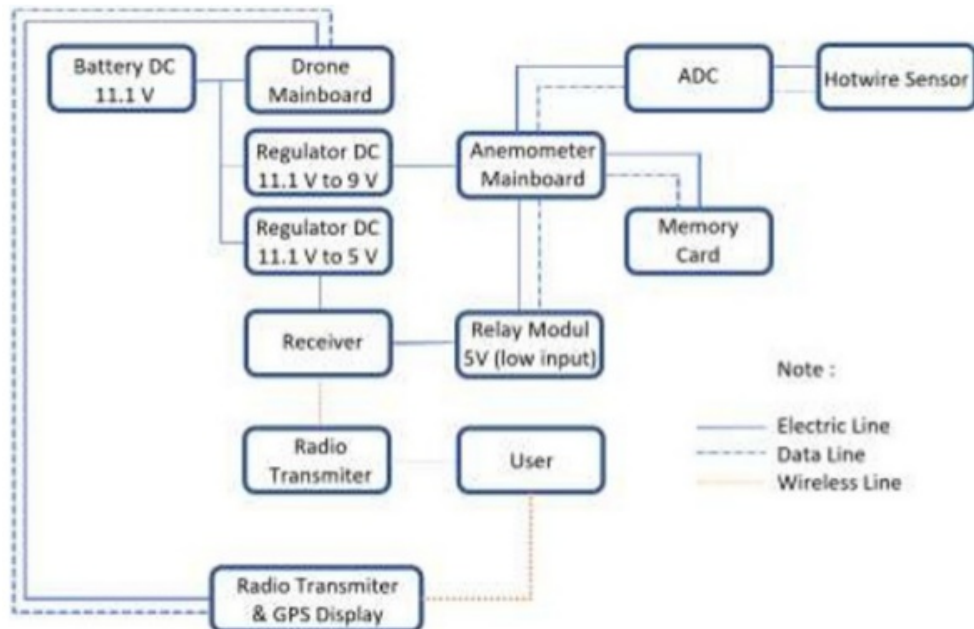 Battery DC
11.1 V
Drone
Mainboard
ADC
Hotwire Sensor
Regulator DC
11.1 V to 9 V
Anemometer
Mainboard
Regulator DC
11.1 V to 5 V
Memory
Card
Receiver
Relay Modul
5V (low input)
Note :
Electric Line
Data Line
Wireless Line
Radio
Transmiter
User
Radio Transmiter
& GPS Display